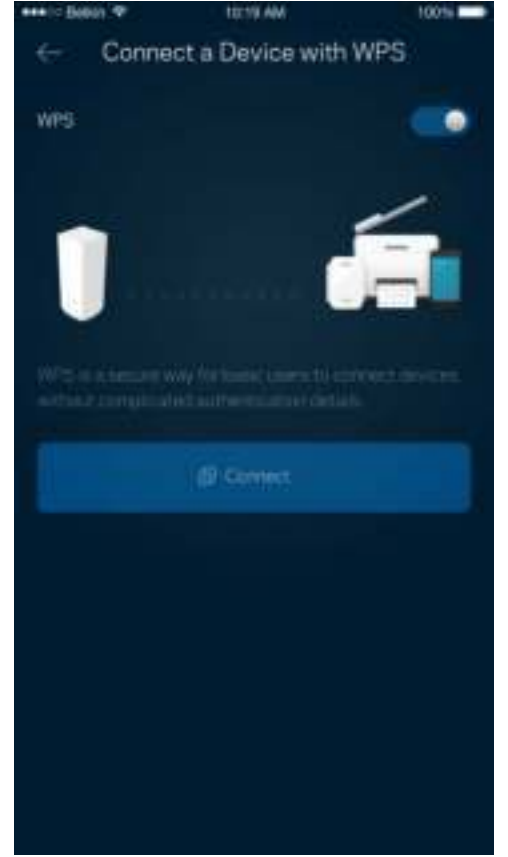 Belkin 10:19 AM 100%
Connect a Device with WPS
WPS
WPS is a secure way for basic users to connect devices
without complicated authentication details.
Connect